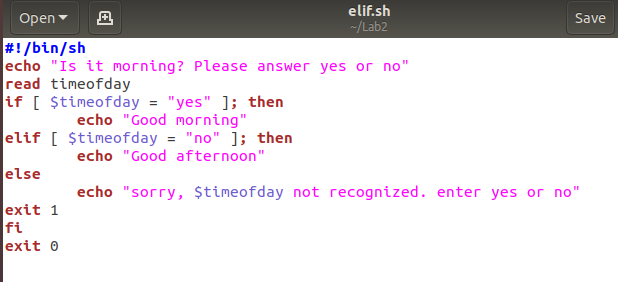 Open
elif.sh
~/Lab2
Save
#!/bin/sh
echo "Is it morning? Please answer yes or no"
read timeofday
if [ $timeofday = "yes" ]; then
        echo "Good morning"
elif [ $timeofday = "no" ]; then
        echo "Good afternoon"
else
        echo "sorry, $timeofday not recognized. enter yes or no"
exit 1
fi
exit 0